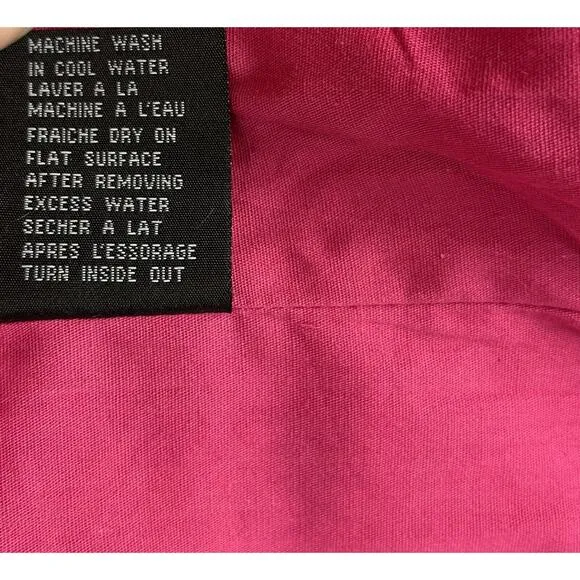 MACHINE WASH
IN COOL WATER
LAVER A LA
MACHINE A L'EAU
FRAICHE DRY ON
FLAT SURFACE
AFTER REMOVING
EXCESS WATER
SECHER A LAT
APRES L'ESSORAGE
TURN INSIDE OUT